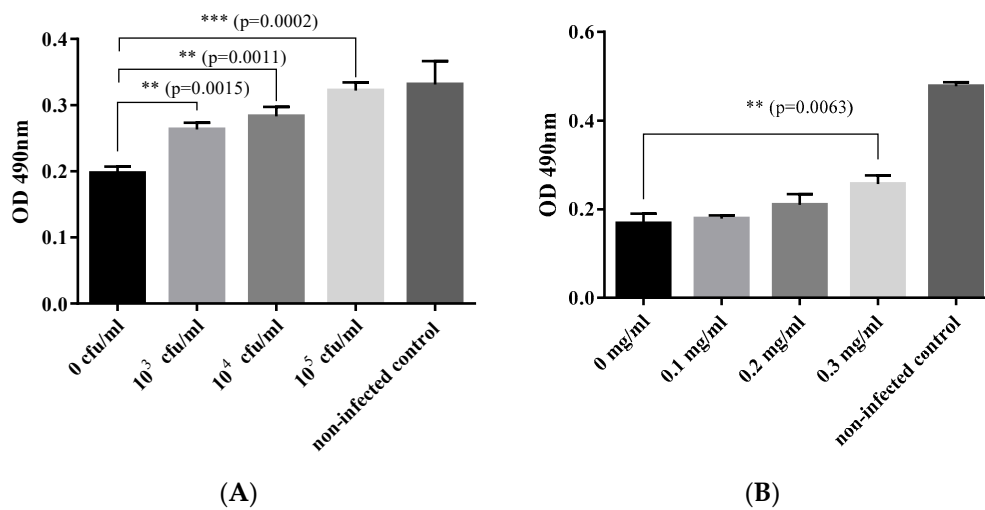 *** (p=0.0002)
** (p=0.0011)
** (p=0.0015)
OD 490nm
0.4
0.3
0.2
0.1
0.0
0 cfu/ml
10³ cfu/ml
10⁴ cfu/ml
10⁵ cfu/ml
non-infected control
(A)
** (p=0.0063)
OD 490nm
0.6
0.4
0.2
0.0
0 mg/ml
0.1 mg/ml
0.2 mg/ml
0.3 mg/ml
non-infected control
(B)